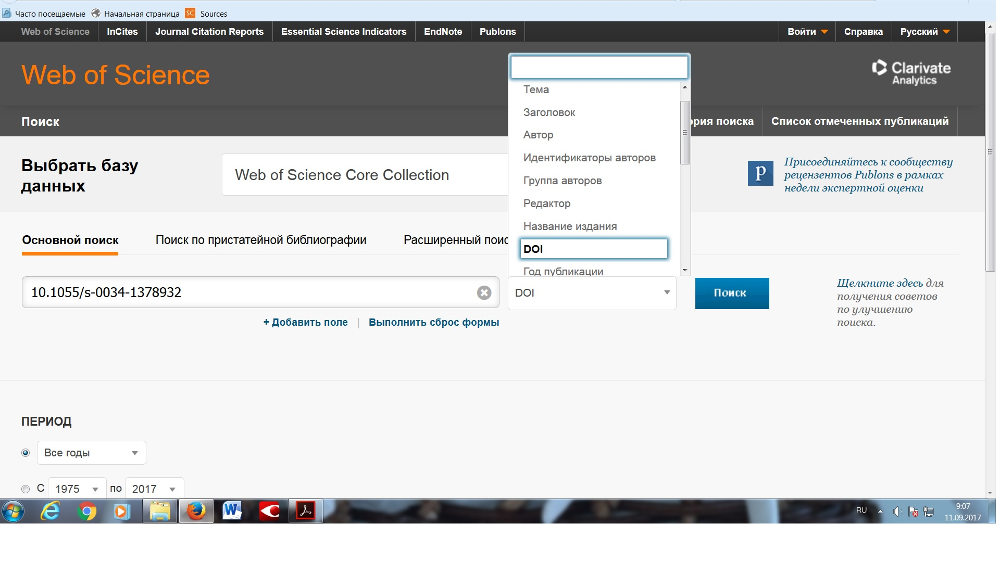 Часто посещаемые Начальная страница SC Sources
Web of Science InCites Journal Citation Reports Essential Science Indicators EndNote Publons Войти Справка Русский
Web of Science
Clarivate
Analytics
Поиск
ория поиска Список отмеченных публикаций
Тема
Заголовок
Автор
Идентификаторы авторов
Группа авторов
Редактор
Название издания
DOI
Год публикации
Выбрать базу
данных
Web of Science Core Collection
p
Присоединяйтесь к сообществу
рецензентов Publons в рамках
недели экспертной оценки
Основной поиск Поиск по пристатейной библиографии Расширенный поис
10.1055/s-0034-1378932 DOI Поиск
Щелкните здесь для
получения советов
по улучшению
поиска.
+ Добавить поле | Выполнить сброс формы
ПЕРИОД
Все годы
С 1975 по 2017
RU 9:07
11.09.2017